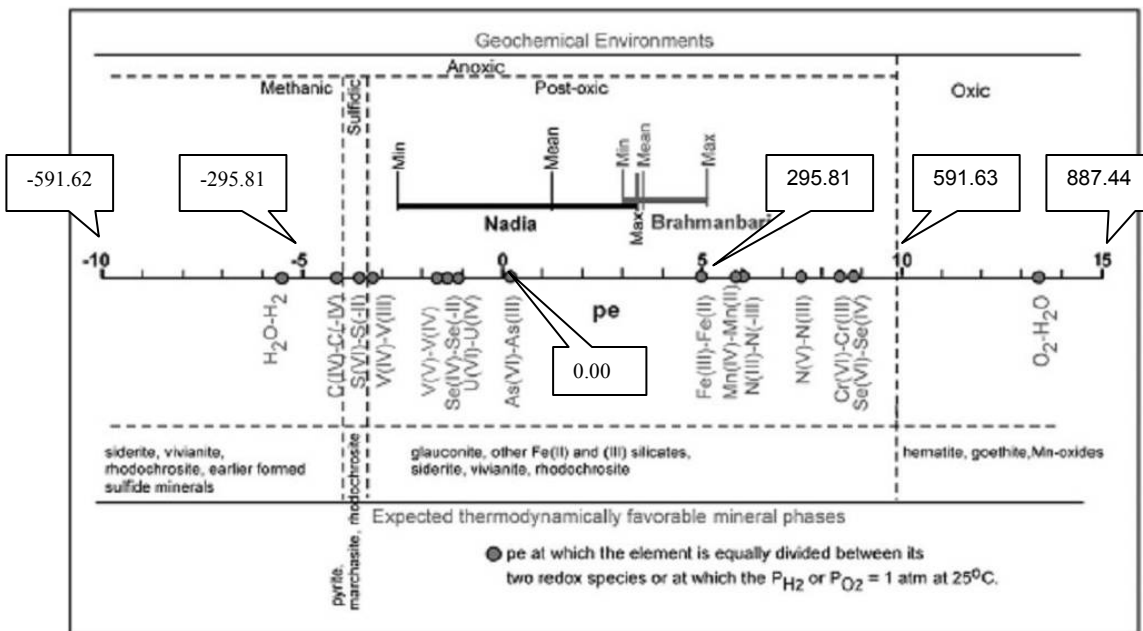 Geochemical Environments
Anoxic
Methanic
Sulfidic
Post-oxic
Oxic
Min
Mean
Min
Mean
Max
Nadia
Max
Brahmanbari
-591.62
-295.81
295.81
591.63
887.44
-10
-5
0
5
10
15
pe
0.00
H2O-H2
C(IV)-C(-IV)
S(VI)-S(-II)
V(IV)-V(III)
V(V)-V(IV)
Se(IV)-Se(-II)
U(VI)-U(IV)
As(VI)-As(III)
Fe(III)-Fe(II)
Mn(IV)-Mn(II)
N(III)-N(-III)
N(V)-N(III)
Cr(VI)-Cr(III)
Se(VI)-Se(IV)
O2-H2O
siderite, vivianite,
rhodochrosite, earlier formed
sulfide minerals
pyrite,
marchasite, rhodochrosite
glauconite, other Fe(II) and (III) silicates,
siderite, vivianite, rhodochrosite
hematite, goethite,Mn-oxides
Expected thermodynamically favorable mineral phases
pe at which the element is equally divided between its
two redox species or at which the PH2 or PO2 = 1 atm at 25⁰C.